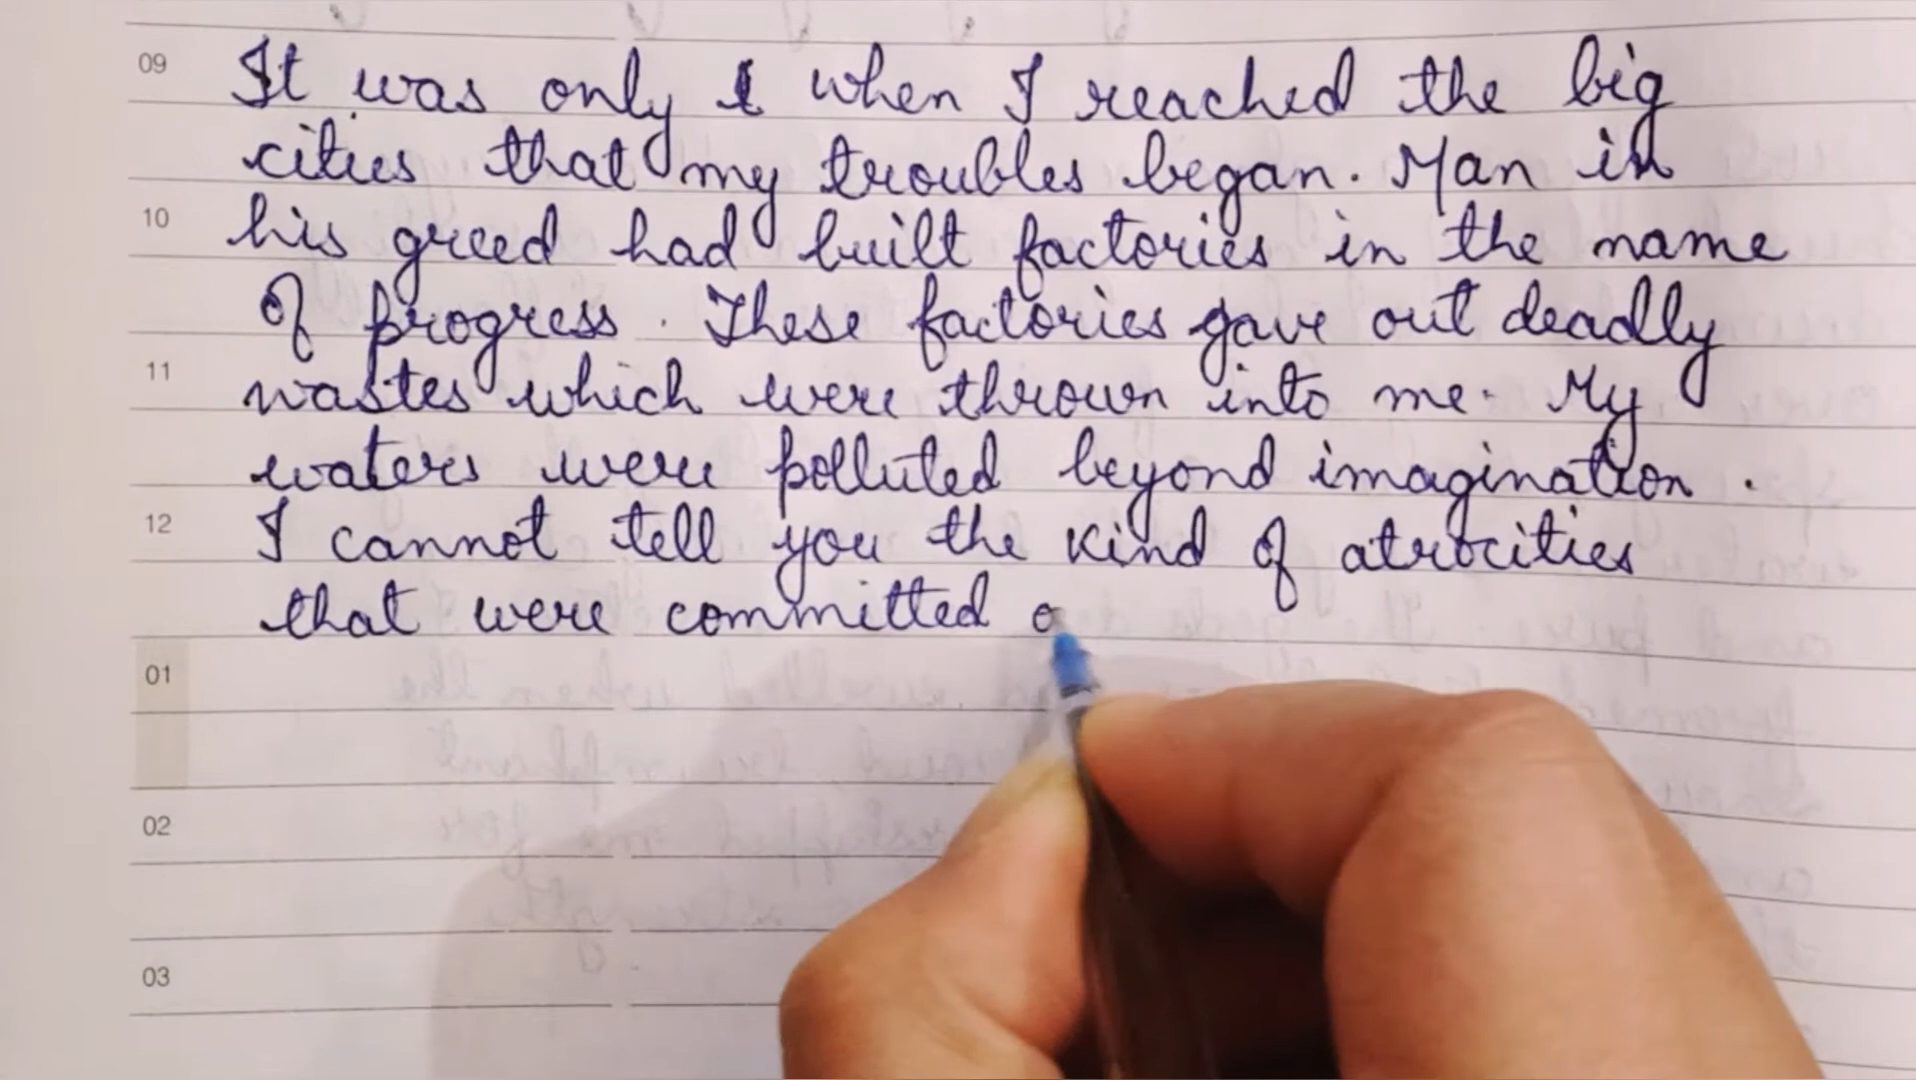 09 It was only when I reached the big
cities that my troubles began. Man in
10 his greed had built factories in the name
of progress. These factories gave out deadly
11 wastes which were thrown into me. My
waters were polluted beyond imagination.
12 I cannot tell you the kind of atrocities
that were committed o
01
02
03